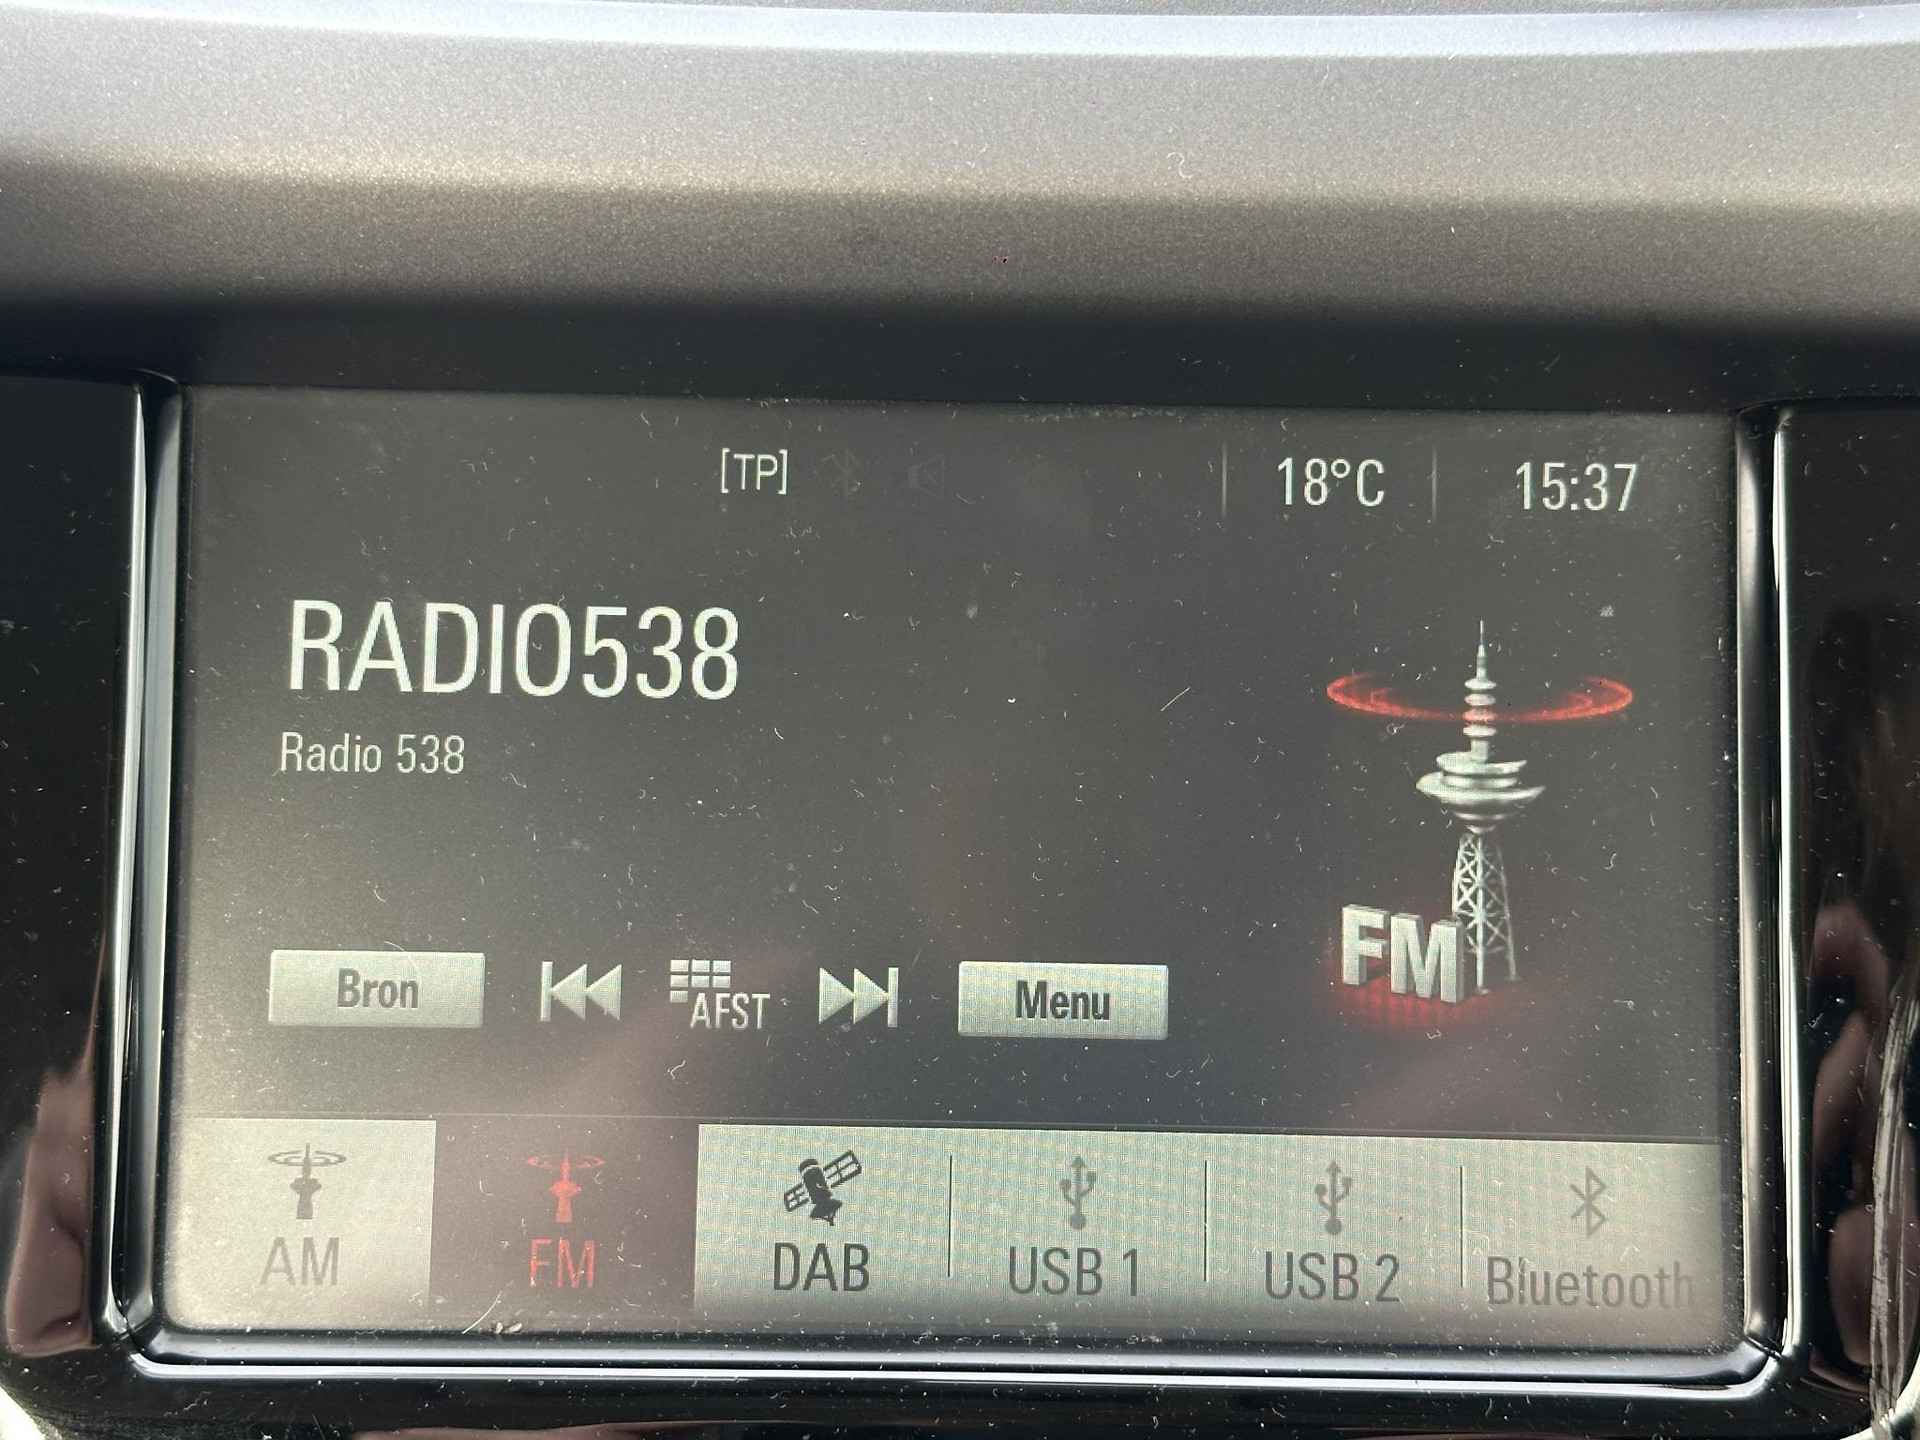 [TP] 18°C 15:37
RADIO538
Radio 538
FM
Bron AFST Menu
AM FM DAB USB 1 USB 2 Bluetooth